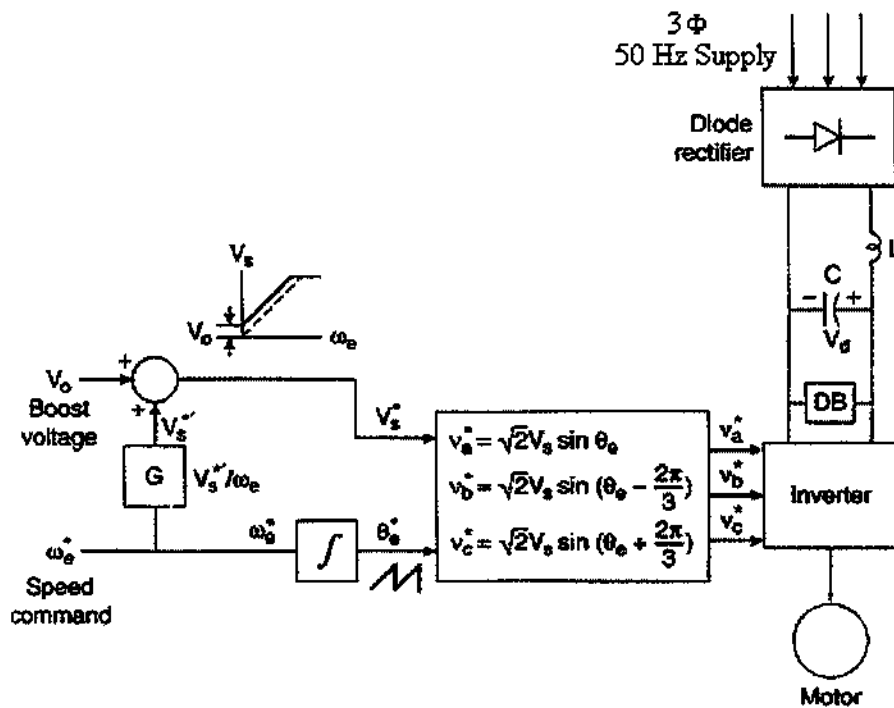 3Φ
50 Hz Supply
Diode
rectifier
L
C
− +
V_d
DB
V_s
V_o
ω_e
V_o
+
Boost
voltage
+
V_s*′
V_s*
G
V_s*′/ω_e
ω_e*
Speed
command
ω_e*
∫
θ_e*
v_a* = √2V_s sin θ_e
v_b* = √2V_s sin (θ_e − 2π/3)
v_c* = √2V_s sin (θ_e + 2π/3)
v_a*
v_b*
v_c*
Inverter
Motor